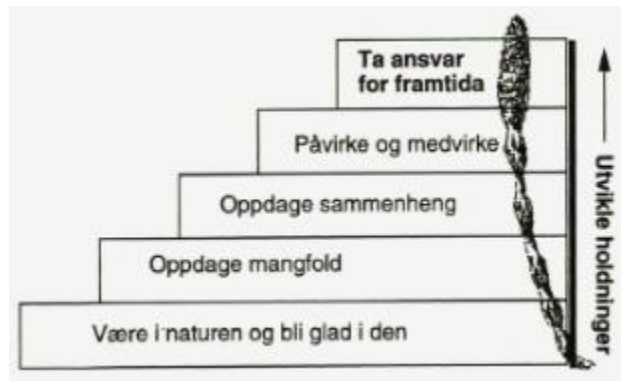 Ta ansvar
for framtida
Påvirke og medvirke
Oppdage sammenheng
Oppdage mangfold
Være i naturen og bli glad i den
Utvikle holdninger